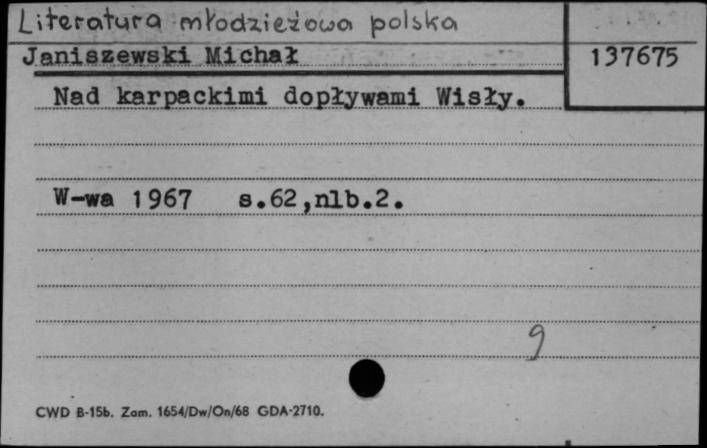 Literatura młodzieżowa polska
Janiszewski Michał
137675
Nad karpackimi dopływami Wisły.
W-wa 1967 s.62,nlb.2.
9
CWD B-15b. Zam. 1654/Dw/On/68 GDA-2710.